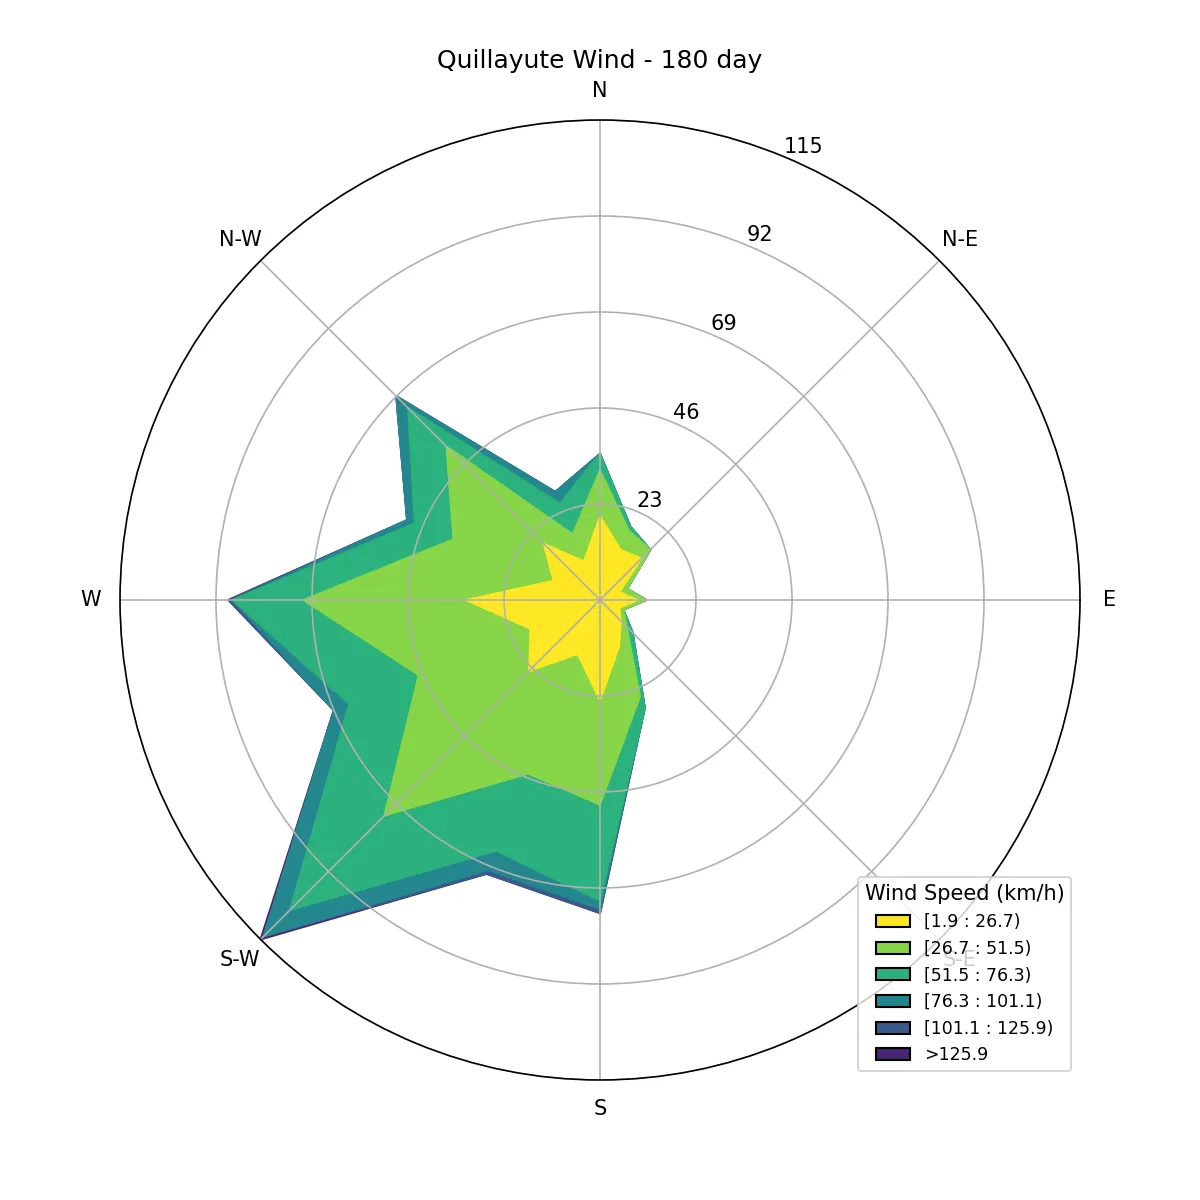 Quillayute Wind - 180 day
N
115
N-W
92
N-E
69
46
23
W
E
Wind Speed (km/h)
[1.9 : 26.7)
[26.7 : 51.5)
S-W
S-E
[51.5 : 76.3)
[76.3 : 101.1)
[101.1 : 125.9)
>125.9
S